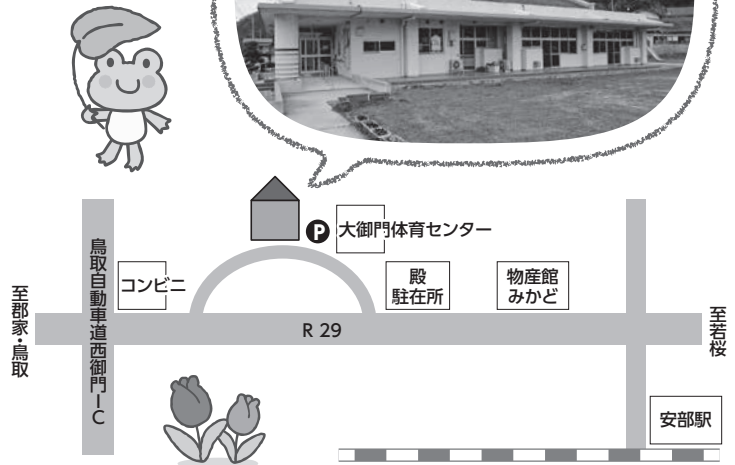 P
大御門体育センター
鳥取自動車道西御門IC
コンビニ
殿
駐在所
物産館
みかど
至郡家・鳥取
R 29
至若桜
安部駅